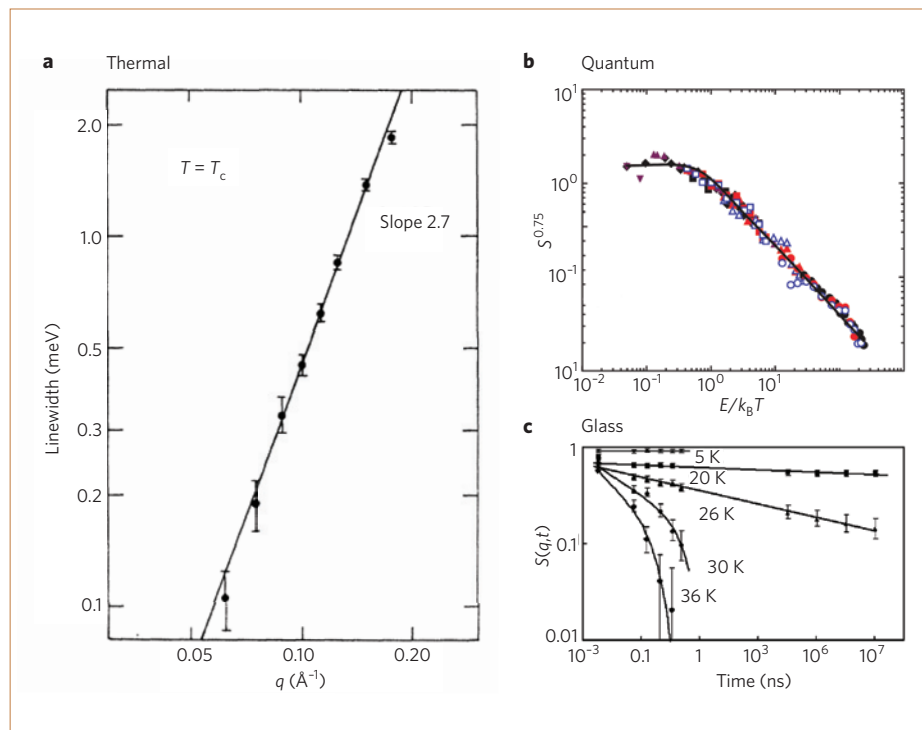 a Thermal
2.0
1.0
0.5
0.3
0.2
0.1
T = Tc
Slope 2.7
Linewidth (meV)
0.05 0.10 0.20
q (Å⁻¹)
b Quantum
10¹
10⁰
10⁻¹
10¹
S^0.75
10⁻² 10⁻¹ 10⁰ 10¹ 10²
E/kBT
c Glass
1
0.1
0.01
S(q,t)
5 K
20 K
26 K
30 K
36 K
10⁻³ 0.1 1 10³ 10⁶ 10⁷
Time (ns)